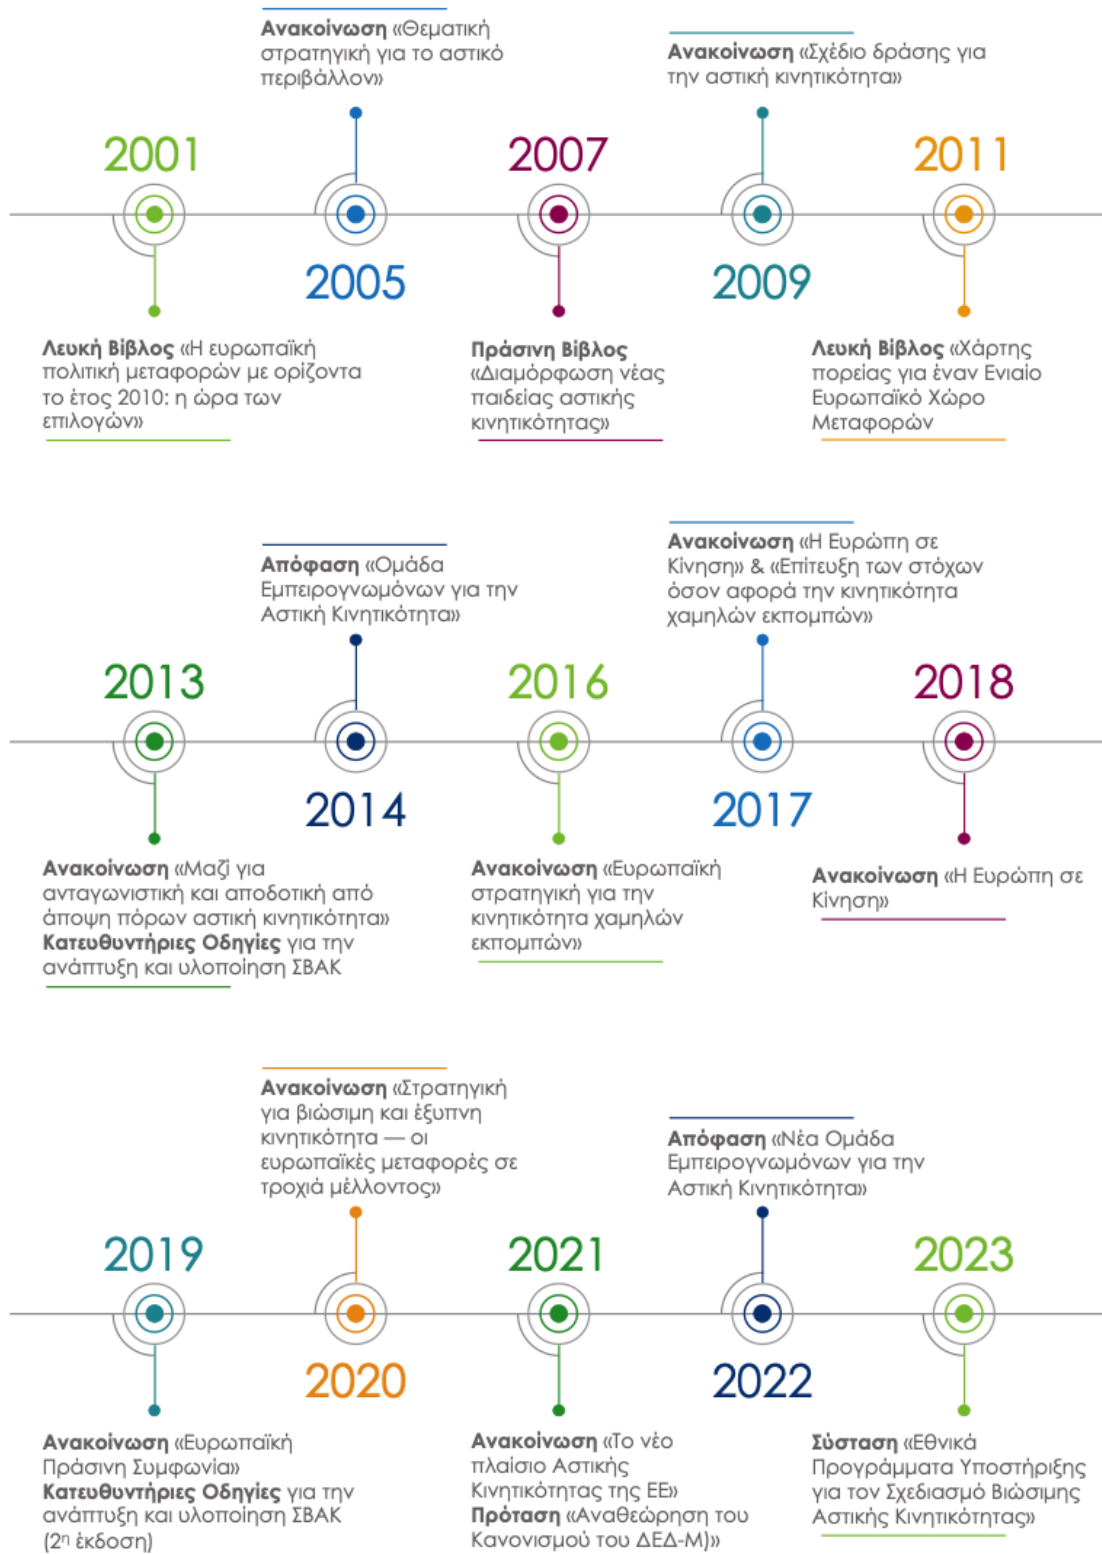 Ανακοίνωση «Θεματική
στρατηγική για το αστικό
περιβάλλον»
Ανακοίνωση «Σχέδιο δράσης για
την αστική κινητικότητα»
2001
2007
2011
2005
2009
Λευκή Βίβλος «Η ευρωπαϊκή
πολιτική μεταφορών με ορίζοντα
το έτος 2010: η ώρα των
επιλογών»
Πράσινη Βίβλος
«Διαμόρφωση νέας
παιδείας αστικής
κινητικότητας»
Λευκή Βίβλος «Χάρτης
πορείας για έναν Ενιαίο
Ευρωπαϊκό Χώρο
Μεταφορών
Απόφαση «Ομάδα
Εμπειρογνωμόνων για την
Αστική Κινητικότητα»
Ανακοίνωση «Η Ευρώπη σε
Κίνηση» & «Επίτευξη των στόχων
όσον αφορά την κινητικότητα
χαμηλών εκπομπών»
2013
2016
2018
2014
2017
Ανακοίνωση «Μαζί για
ανταγωνιστική και αποδοτική από
άποψη πόρων αστική κινητικότητα»
Κατευθυντήριες Οδηγίες για την
ανάπτυξη και υλοποίηση ΣΒΑΚ
Ανακοίνωση «Ευρωπαϊκή
στρατηγική για την
κινητικότητα χαμηλών
εκπομπών»
Ανακοίνωση «Η Ευρώπη σε
Κίνηση»
Ανακοίνωση «Στρατηγική
για βιώσιμη και έξυπνη
κινητικότητα — οι
ευρωπαϊκές μεταφορές σε
τροχιά μέλλοντος»
Απόφαση «Νέα Ομάδα
Εμπειρογνωμόνων για την
Αστική Κινητικότητα»
2019
2021
2023
2020
2022
Ανακοίνωση «Ευρωπαϊκή
Πράσινη Συμφωνία»
Κατευθυντήριες Οδηγίες για την
ανάπτυξη και υλοποίηση ΣΒΑΚ
(2η έκδοση)
Ανακοίνωση «Το νέο
πλαίσιο Αστικής
Κινητικότητας της ΕΕ»
Πρόταση «Αναθεώρηση του
Κανονισμού του ΔΕΔ-Μ)»
Σύσταση «Εθνικά
Προγράμματα Υποστήριξης
για τον Σχεδιασμό Βιώσιμης
Αστικής Κινητικότητας»